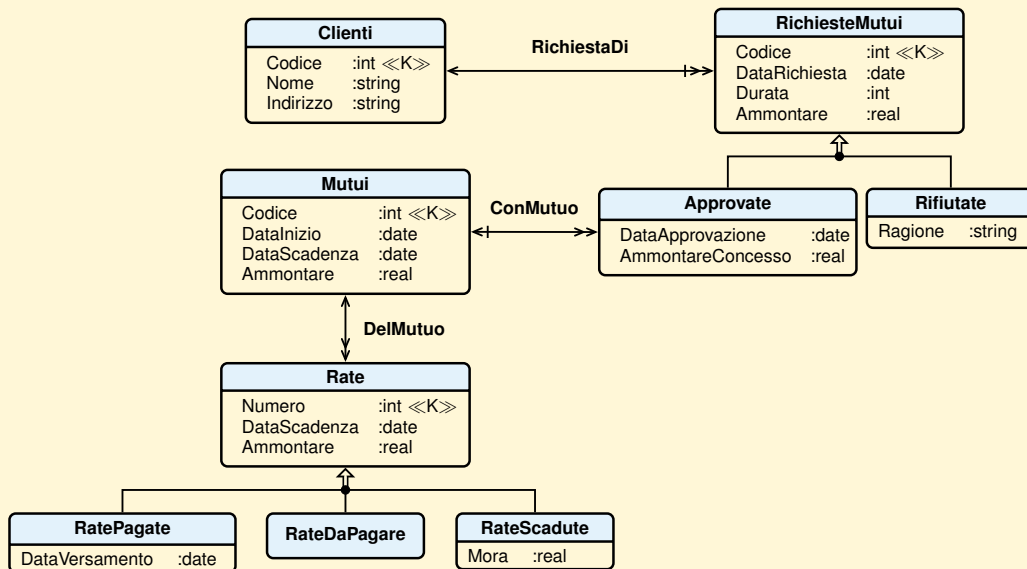 Clienti
Codice :int ≪K≫
Nome :string
Indirizzo :string
RichiestaDi
RichiesteMutui
Codice :int ≪K≫
DataRichiesta :date
Durata :int
Ammontare :real
Mutui
Codice :int ≪K≫
DataInizio :date
DataScadenza :date
Ammontare :real
ConMutuo
Approvate
DataApprovazione :date
AmmontareConcesso :real
Rifiutate
Ragione :string
DelMutuo
Rate
Numero :int ≪K≫
DataScadenza :date
Ammontare :real
RatePagate
DataVersamento :date
RateDaPagare
RateScadute
Mora :real